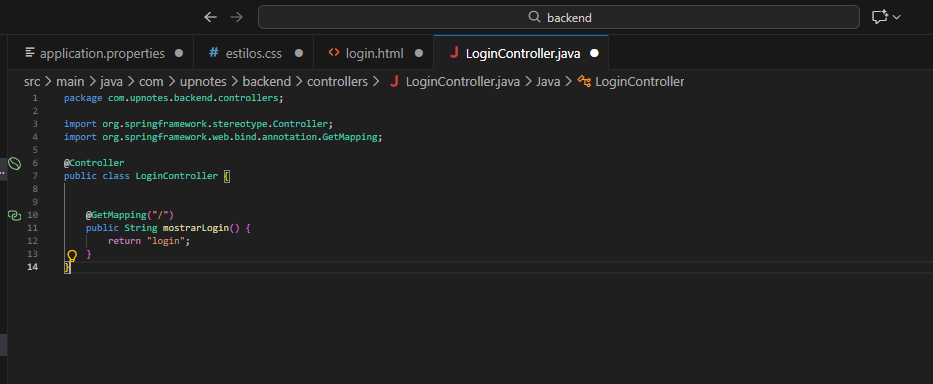 backend
application.properties
# estilos.css
<> login.html
J LoginController.java
src > main > java > com > upnotes > backend > controllers > J LoginController.java > Java > LoginController
1 package com.upnotes.backend.controllers;
2
3 import org.springframework.stereotype.Controller;
4 import org.springframework.web.bind.annotation.GetMapping;
5
6 @Controller
7 public class LoginController {
8
9
10 @GetMapping("/")
11 public String mostrarLogin() {
12 return "login";
13 }
14 }